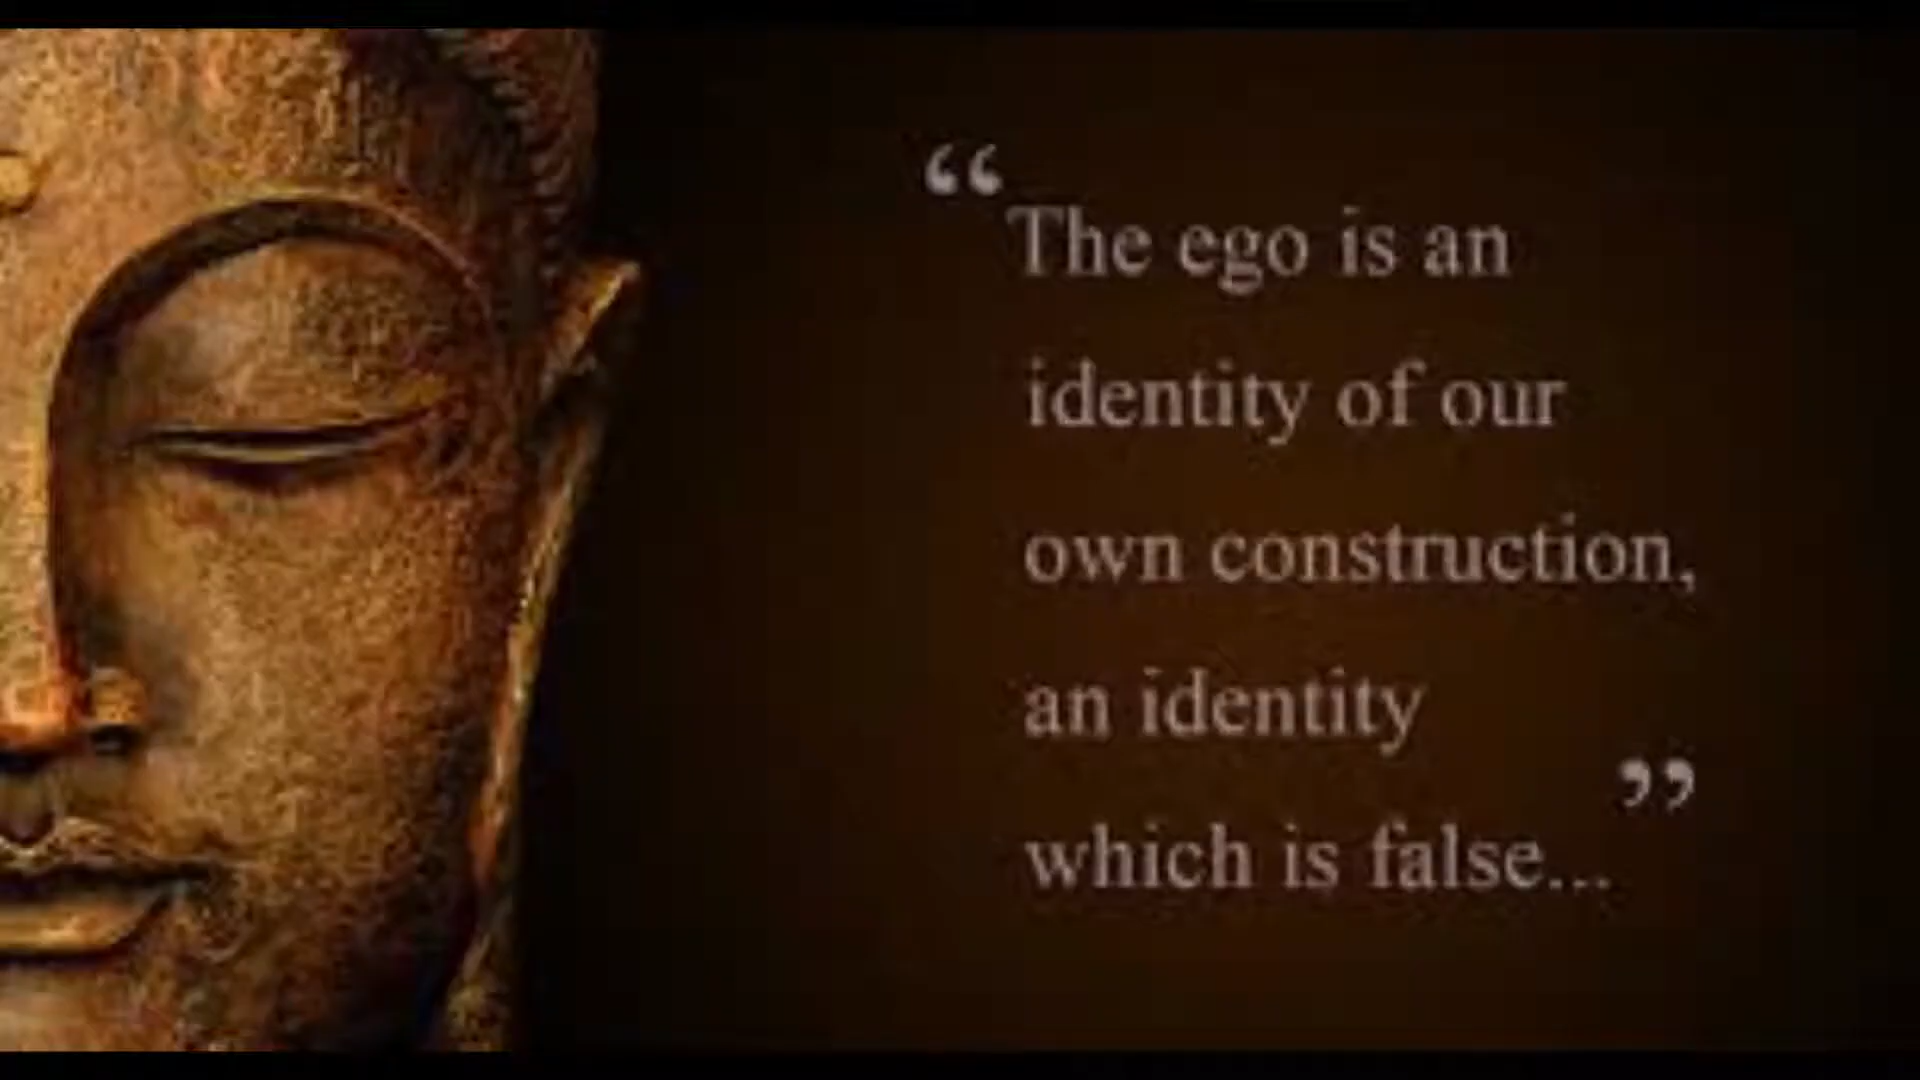 “The ego is an
identity of our
own construction,
an identity
which is false...”